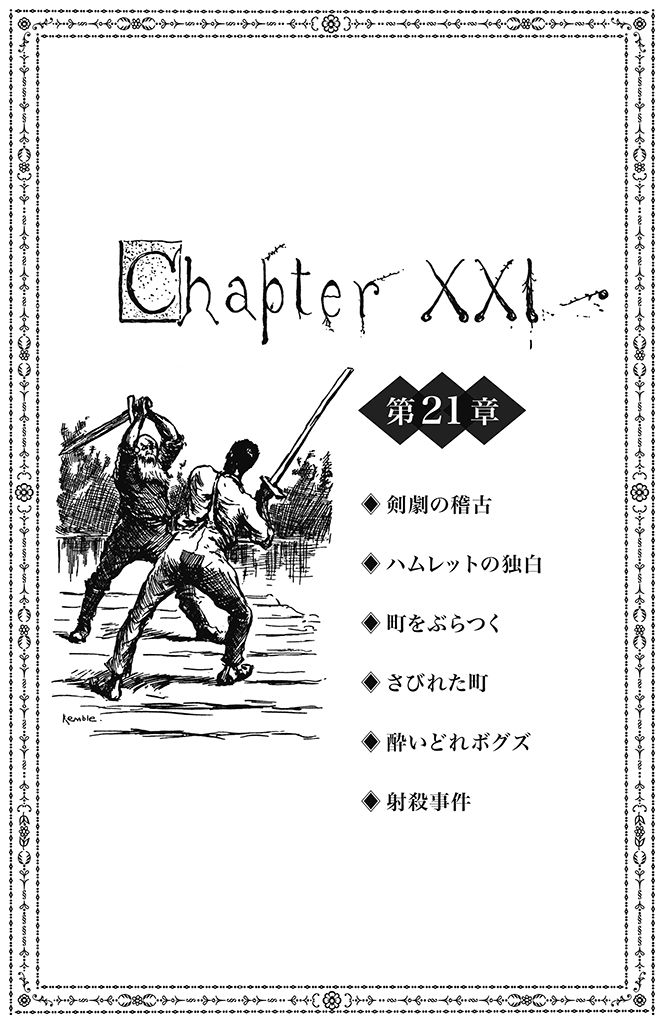 Chapter XXI
第21章
◈ 剣劇の稽古
◈ ハムレットの独白
◈ 町をぶらつく
◈ さびれた町
◈ 酔いどれボグズ
◈ 射殺事件
Kemble.